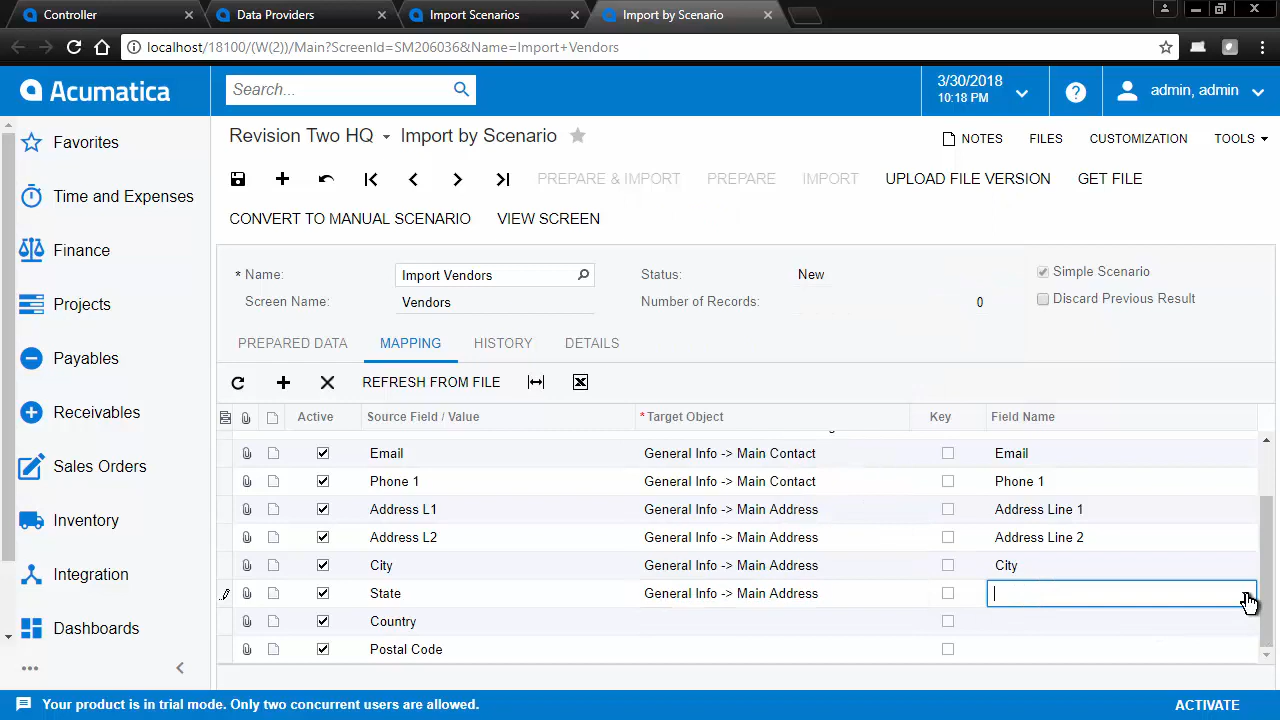 Controller
Data Providers
Import Scenarios
Import by Scenario
localhost/18100/(W(2))/Main?ScreenId=SM206036&Name=Import+Vendors
Acumatica
Search...
3/30/2018
10:18 PM
admin, admin
Favorites
Time and Expenses
Finance
Projects
Payables
Receivables
Sales Orders
Inventory
Integration
Dashboards
Revision Two HQ
Import by Scenario
NOTES
FILES
CUSTOMIZATION
TOOLS
PREPARE & IMPORT
PREPARE
IMPORT
UPLOAD FILE VERSION
GET FILE
CONVERT TO MANUAL SCENARIO
VIEW SCREEN
* Name:
Import Vendors
Status:
New
Simple Scenario
Screen Name:
Vendors
Number of Records:
0
Discard Previous Result
PREPARED DATA
MAPPING
HISTORY
DETAILS
REFRESH FROM FILE
Active
Source Field / Value
* Target Object
Key
Field Name
Email
General Info -> Main Contact
Email
Phone 1
General Info -> Main Contact
Phone 1
Address L1
General Info -> Main Address
Address Line 1
Address L2
General Info -> Main Address
Address Line 2
City
General Info -> Main Address
City
State
General Info -> Main Address
Country
Postal Code
Your product is in trial mode. Only two concurrent users are allowed.
ACTIVATE